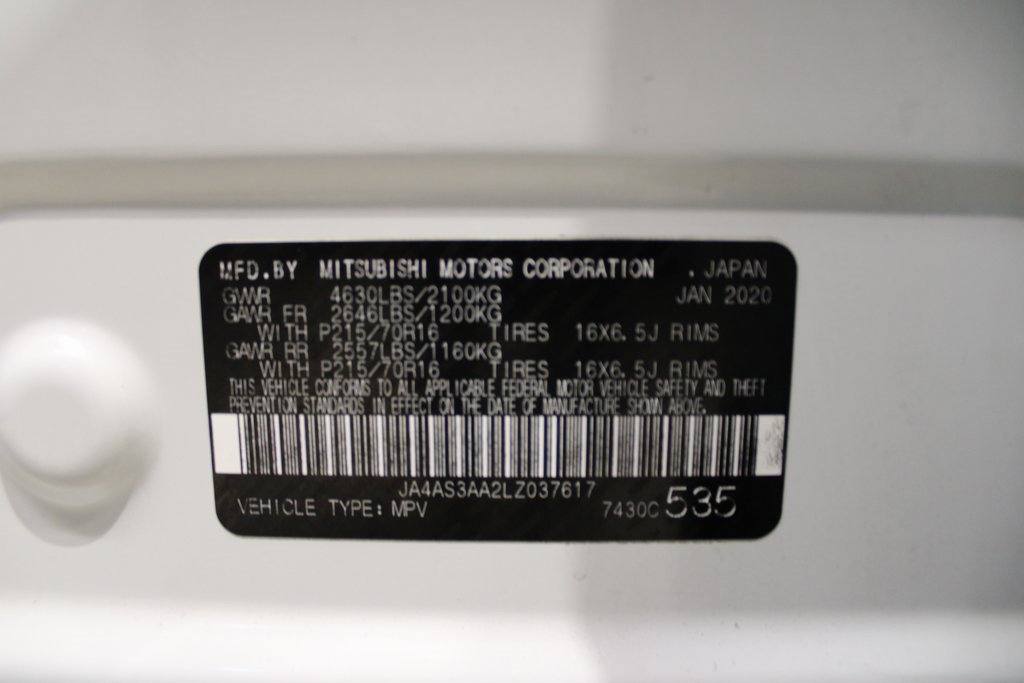 MFD. BY MITSUBISHI MOTORS CORPORATION . JAPAN
GVWR 4630LBS/2100KG JAN 2020
GAWR FR 2646LBS/1200KG
WITH P215/70R16 TIRES 16X6.5J RIMS
GAWR RR 2557LBS/1160KG
WITH P215/70R16 TIRES 16X6.5J RIMS
THIS VEHICLE CONFORMS TO ALL APPLICABLE FEDERAL MOTOR VEHICLE SAFETY AND THEFT
PREVENTION STANDARDS IN EFFECT ON THE DATE OF MANUFACTURE SHOWN ABOVE.
JA4AS3AA2LZ037617
VEHICLE TYPE: MPV 7430C 535